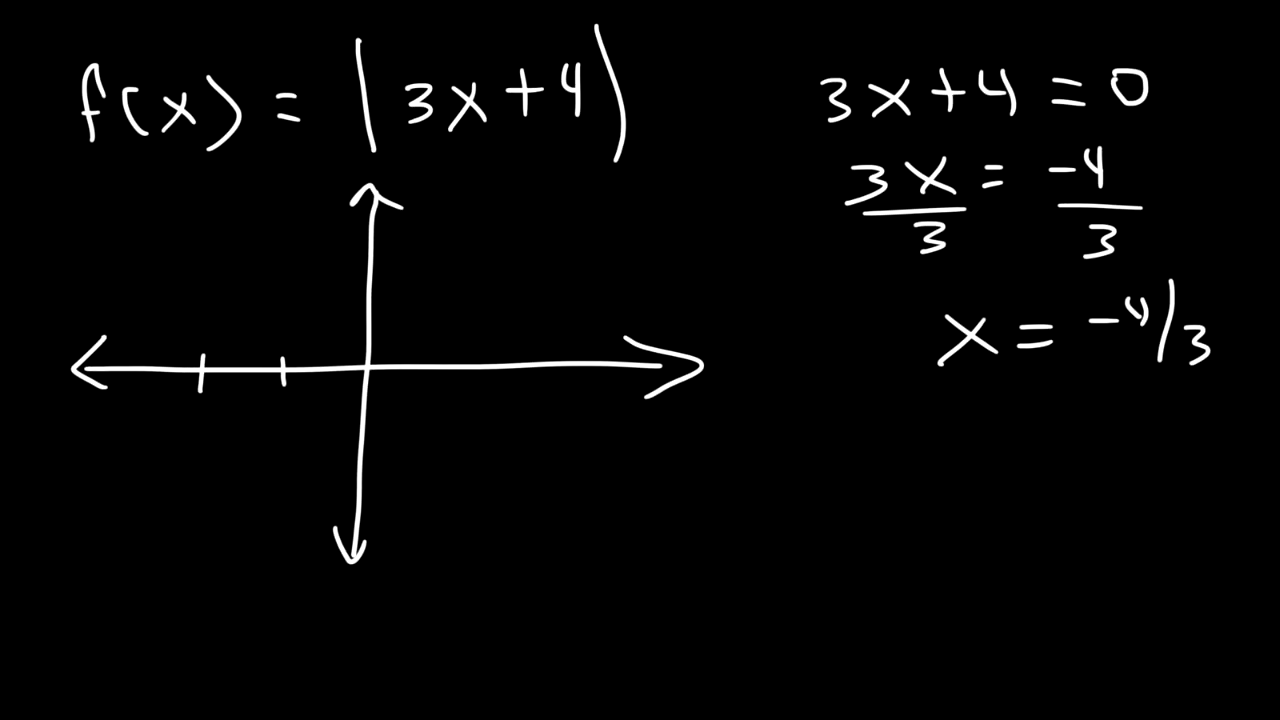 f(x) = |3x+4|
3x+4 = 0
3x = -4
3 3
x = -4/3